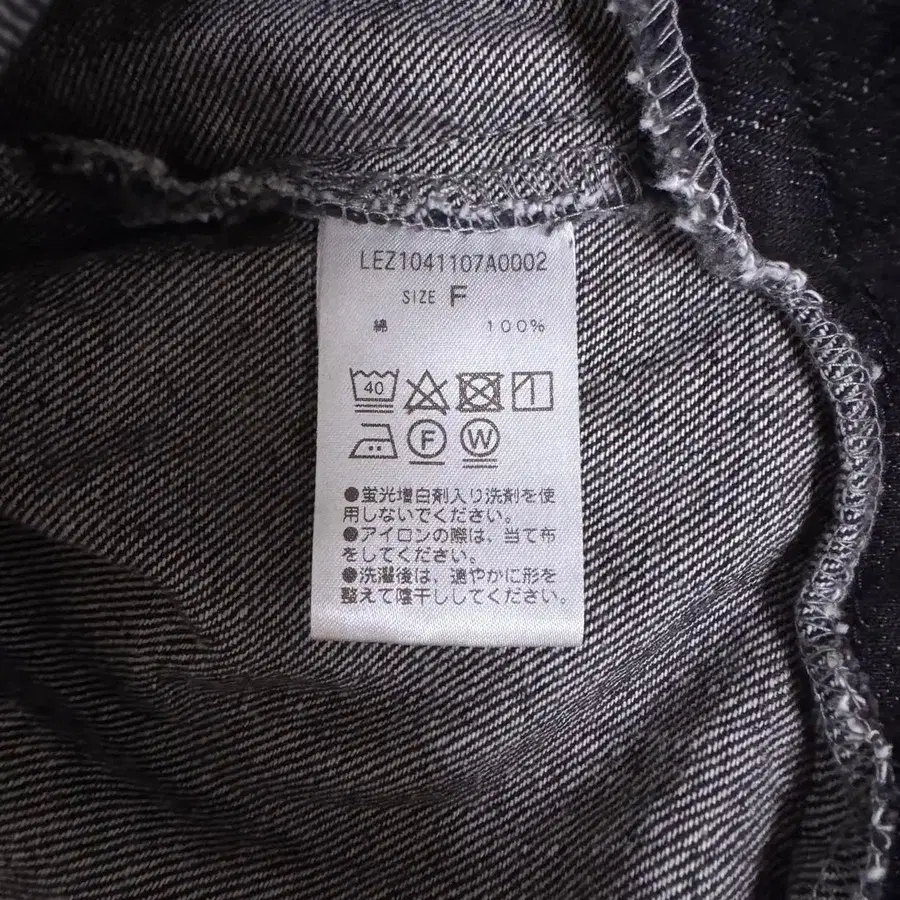 LEZ1041107A0002
SIZE F
綿 100%
40
F W
●蛍光増白剤入り洗剤を使
用しないでください。
●アイロンの際は、当て布
をしてください。
●洗濯後は、速やかに形を
整えて陰干ししてください。